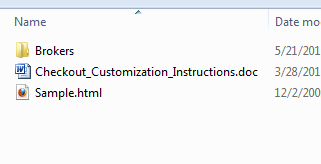 Name Date mo
Brokers 5/21/201
Checkout_Customization_Instructions.doc 3/28/201
Sample.html 12/2/200